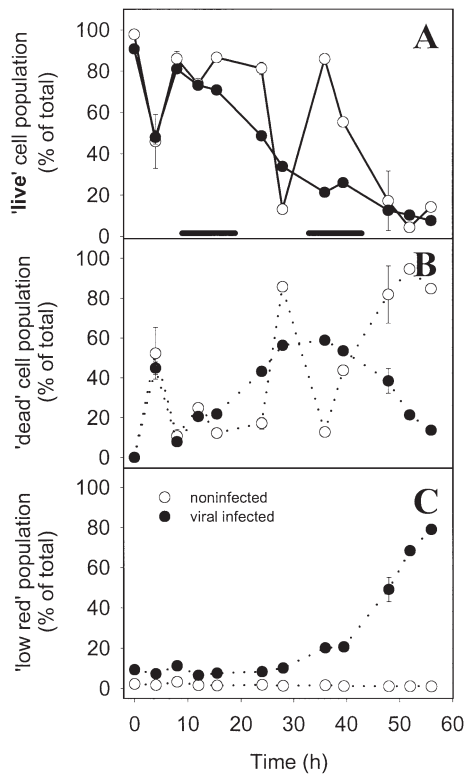 'live' cell population
(% of total)
100
80
60
40
20
0
A
'dead' cell population
(% of total)
100
80
60
40
20
0
B
'low red' population
(% of total)
100
80
60
40
20
0
C
noninfected
viral infected
0 10 20 30 40 50 60
Time (h)